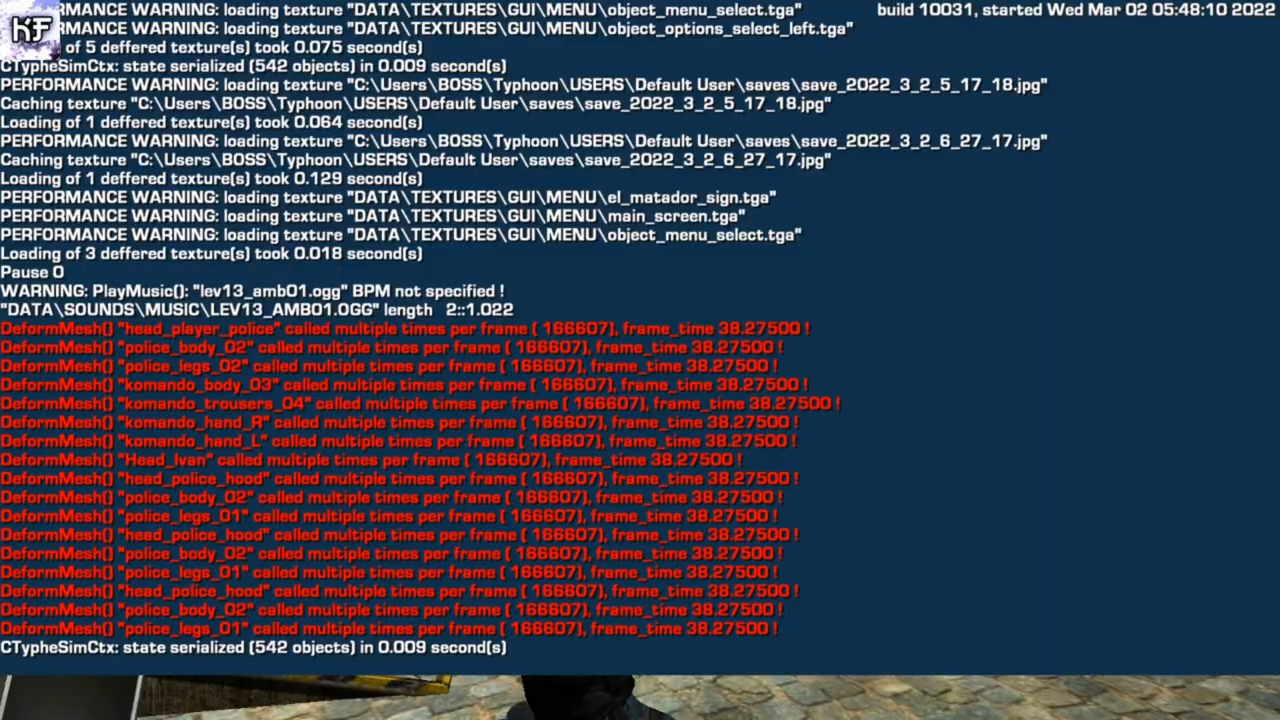 PERFORMANCE WARNING: loading texture "DATA\TEXTURES\GUI\MENU\object_menu_select.tga"
build 10031, started Wed Mar 02 05:48:10 2022
KF
RMANCE WARNING: loading texture "DATA\TEXTURES\GUI\MENU\object_options_select_left.tga"
of 5 deffered texture(s) took 0.075 second(s)
CTypheSimCtx: state serialized (542 objects) in 0.009 second(s)
PERFORMANCE WARNING: loading texture "C:\Users\BOSS\Typhoon\USERS\Default User\saves\save_2022_3_2_5_17_18.jpg"
Caching texture "C:\Users\BOSS\Typhoon\USERS\Default User\saves\save_2022_3_2_5_17_18.jpg"
Loading of 1 deffered texture(s) took 0.064 second(s)
PERFORMANCE WARNING: loading texture "C:\Users\BOSS\Typhoon\USERS\Default User\saves\save_2022_3_2_6_27_17.jpg"
Caching texture "C:\Users\BOSS\Typhoon\USERS\Default User\saves\save_2022_3_2_6_27_17.jpg"
Loading of 1 deffered texture(s) took 0.129 second(s)
PERFORMANCE WARNING: loading texture "DATA\TEXTURES\GUI\MENU\el_matador_sign.tga"
PERFORMANCE WARNING: loading texture "DATA\TEXTURES\GUI\MENU\main_screen.tga"
PERFORMANCE WARNING: loading texture "DATA\TEXTURES\GUI\MENU\object_menu_select.tga"
Loading of 3 deffered texture(s) took 0.018 second(s)
Pause 0
WARNING: PlayMusic(): "lev13_amb01.ogg" BPM not specified !
"DATA\SOUNDS\MUSIC\LEV13_AMB01.OGG" length 2::1.022
DeformMesh() "head_player_police" called multiple times per frame ( 166607), frame_time 38.27500 !
DeformMesh() "police_body_02" called multiple times per frame ( 166607), frame_time 38.27500 !
DeformMesh() "police_legs_02" called multiple times per frame ( 166607), frame_time 38.27500 !
DeformMesh() "komando_body_03" called multiple times per frame ( 166607), frame_time 38.27500 !
DeformMesh() "komando_trousers_04" called multiple times per frame ( 166607), frame_time 38.27500 !
DeformMesh() "komando_hand_R" called multiple times per frame ( 166607), frame_time 38.27500 !
DeformMesh() "komando_hand_L" called multiple times per frame ( 166607), frame_time 38.27500 !
DeformMesh() "Head_Ivan" called multiple times per frame ( 166607), frame_time 38.27500 !
DeformMesh() "head_police_hood" called multiple times per frame ( 166607), frame_time 38.27500 !
DeformMesh() "police_body_02" called multiple times per frame ( 166607), frame_time 38.27500 !
DeformMesh() "police_legs_01" called multiple times per frame ( 166607), frame_time 38.27500 !
DeformMesh() "head_police_hood" called multiple times per frame ( 166607), frame_time 38.27500 !
DeformMesh() "police_body_02" called multiple times per frame ( 166607), frame_time 38.27500 !
DeformMesh() "police_legs_01" called multiple times per frame ( 166607), frame_time 38.27500 !
DeformMesh() "head_police_hood" called multiple times per frame ( 166607), frame_time 38.27500 !
DeformMesh() "police_body_02" called multiple times per frame ( 166607), frame_time 38.27500 !
DeformMesh() "police_legs_01" called multiple times per frame ( 166607), frame_time 38.27500 !
CTypheSimCtx: state serialized (542 objects) in 0.009 second(s)